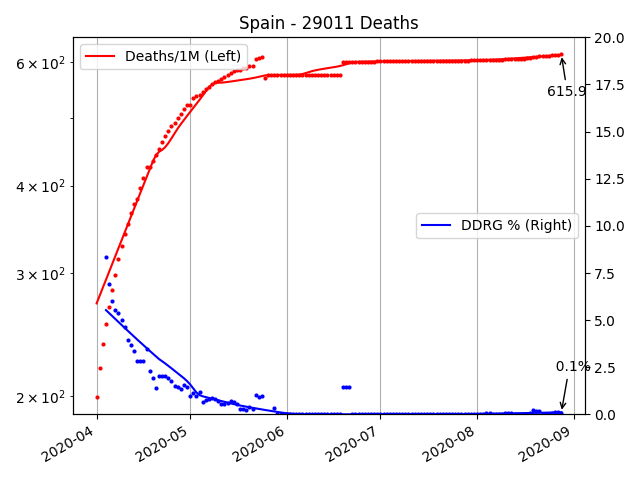 Spain - 29011 Deaths
Deaths/1M (Left)
DDRG % (Right)
615.9
0.1%
6 × 10²
4 × 10²
3 × 10²
2 × 10²
20.0
17.5
15.0
12.5
10.0
7.5
5.0
2.5
0.0
2020-04
2020-05
2020-06
2020-07
2020-08
2020-09